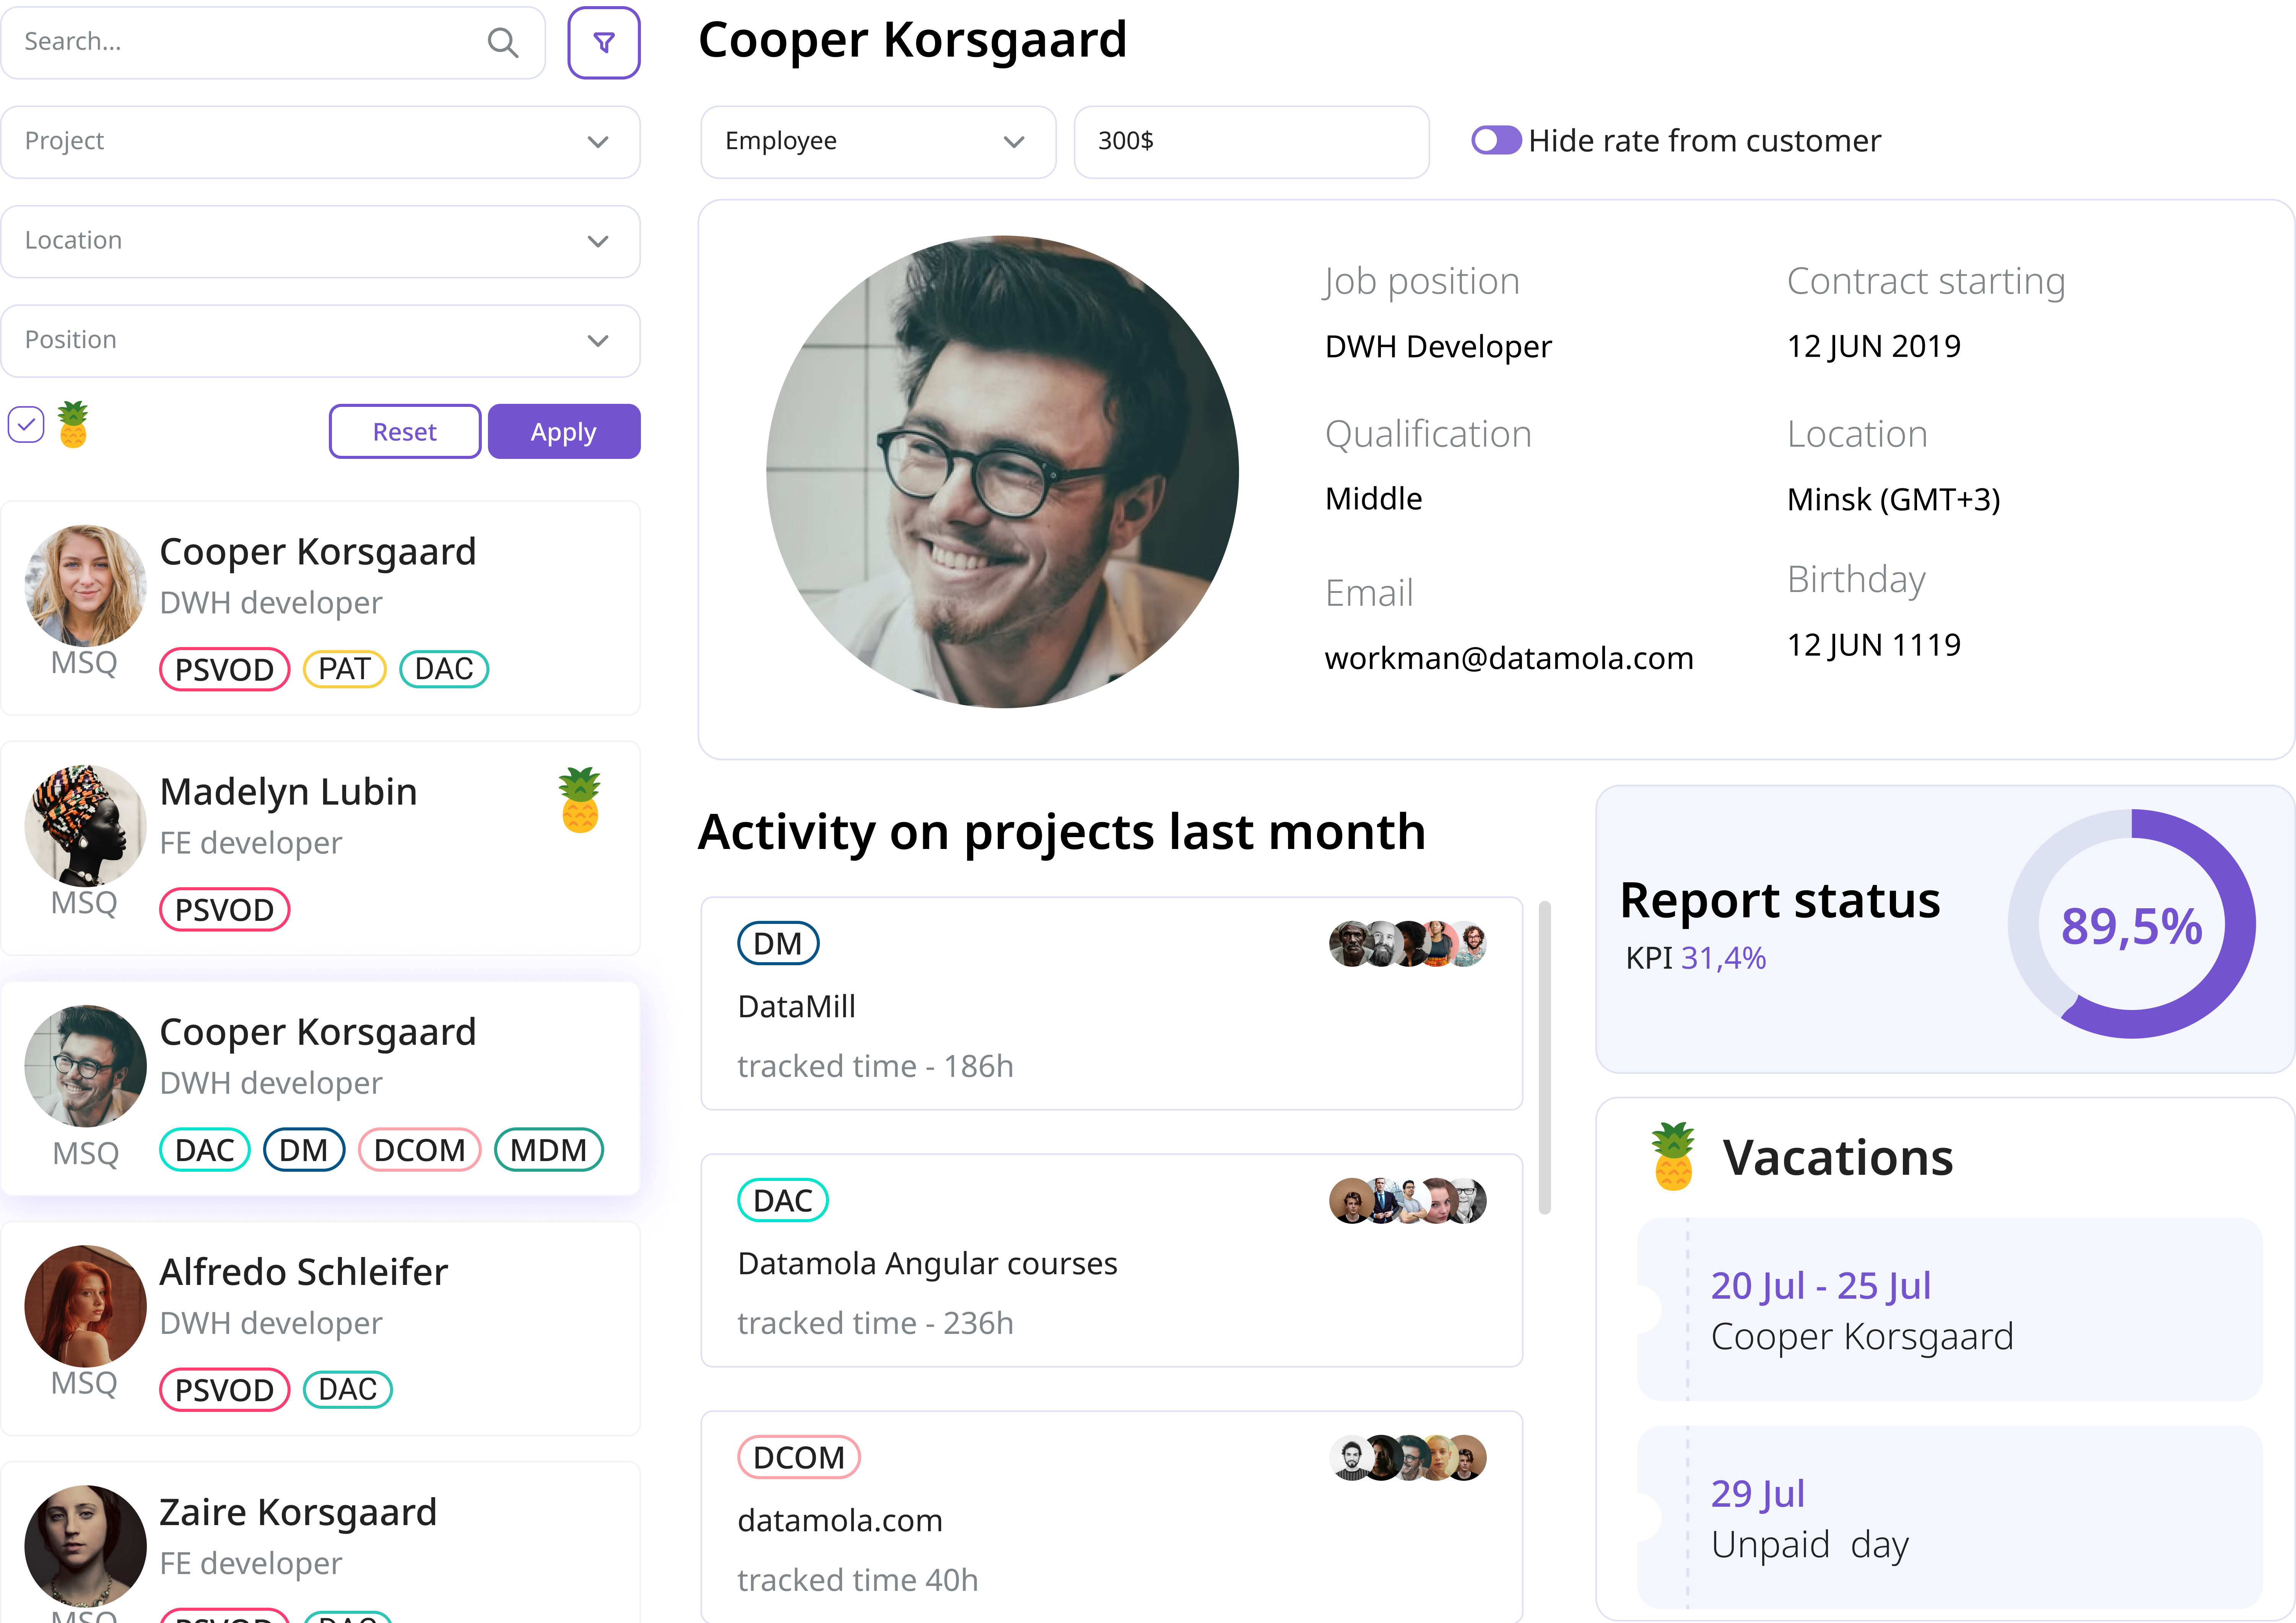 Search...
Project
Location
Position
Reset
Apply
Cooper Korsgaard
DWH developer
MSQ
PSVOD
PAT
DAC
Madelyn Lubin
FE developer
MSQ
PSVOD
Cooper Korsgaard
DWH developer
MSQ
DAC
DM
DCOM
MDM
Alfredo Schleifer
DWH developer
MSQ
PSVOD
DAC
Zaire Korsgaard
FE developer
MSQ
PSVOD
DAC
Cooper Korsgaard
Employee
300$
Hide rate from customer
Job position
DWH Developer
Qualification
Middle
Email
workman@datamola.com
Contract starting
12 JUN 2019
Location
Minsk (GMT+3)
Birthday
12 JUN 1119
Activity on projects last month
DM
DataMill
tracked time - 186h
DAC
Datamola Angular courses
tracked time - 236h
DCOM
datamola.com
tracked time 40h
Report status
KPI 31,4%
89,5%
Vacations
20 Jul - 25 Jul
Cooper Korsgaard
29 Jul
Unpaid day